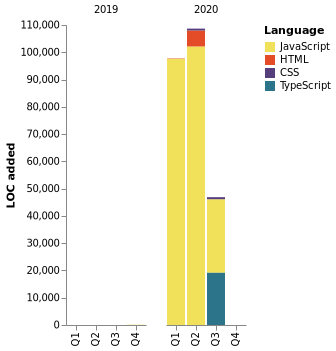 2019
2020
Language
JavaScript
HTML
CSS
TypeScript
LOC added
110,000
100,000
90,000
80,000
70,000
60,000
50,000
40,000
30,000
20,000
10,000
0
Q1
Q2
Q3
Q4
Q1
Q2
Q3
Q4